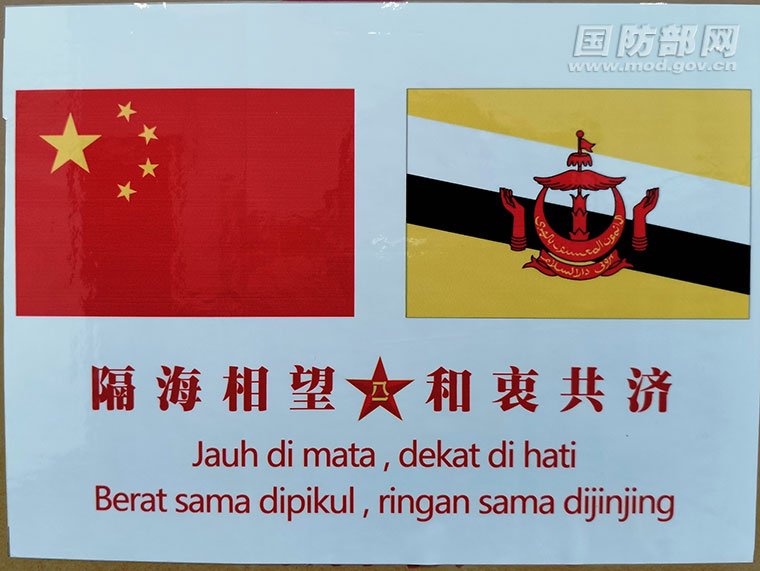 国防部网
www.mod.gov.cn
隔海相望 八一 和衷共济
Jauh di mata , dekat di hati
Berat sama dipikul , ringan sama dijinjing